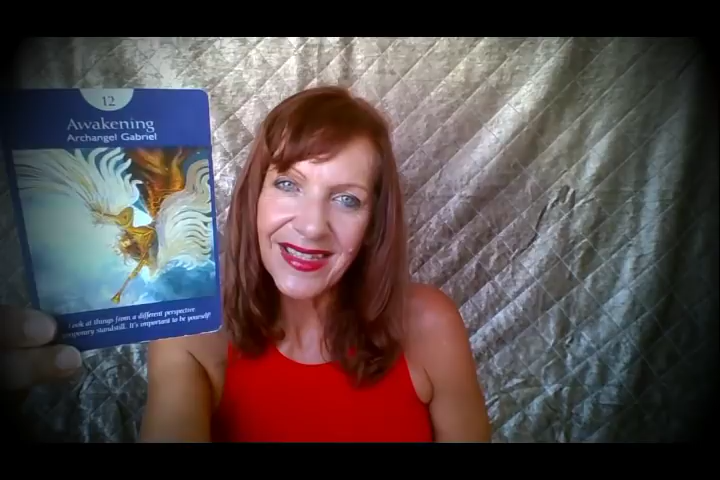 12
Awakening
Archangel Gabriel
Look at things from a different perspective
temporary standstill. It's important to be yourself